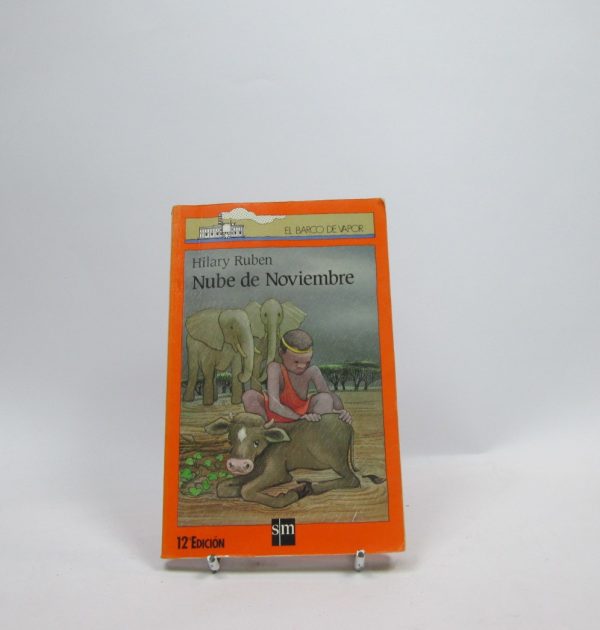 EL BARCO DE VAPOR
Hilary Ruben
Nube de Noviembre
sm
12 EDICIÓN